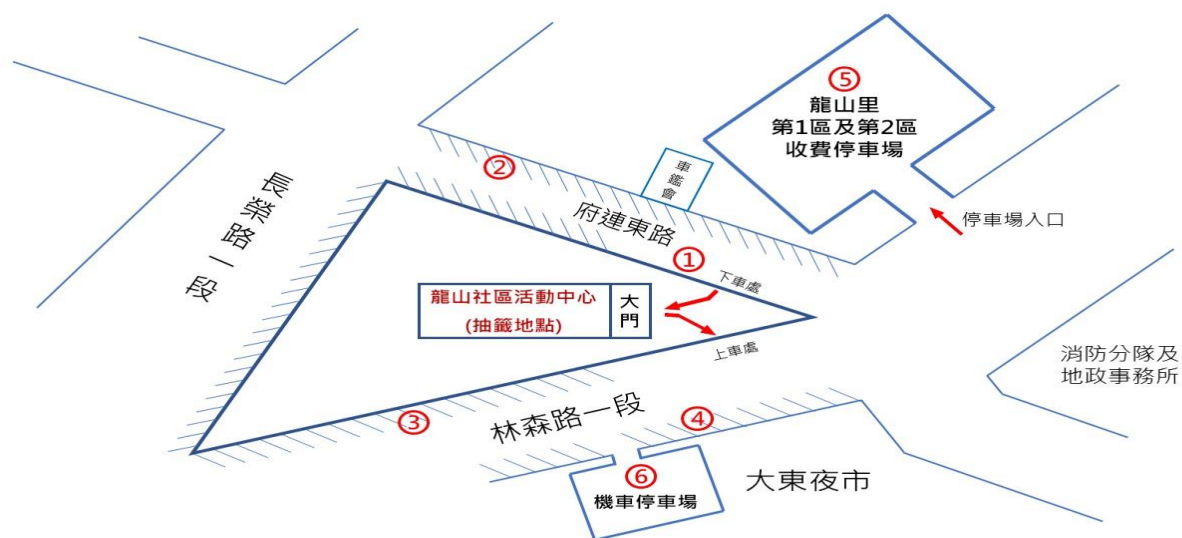 ⑤
龍山里
第1區及第2區
收費停車場
②
車鑑會
長榮路一段
府連東路
停車場入口
①
下車處
龍山社區活動中心
(抽籤地點)
大門
上車處
消防分隊及
地政事務所
③
林森路一段
④
⑥
機車停車場
大東夜市